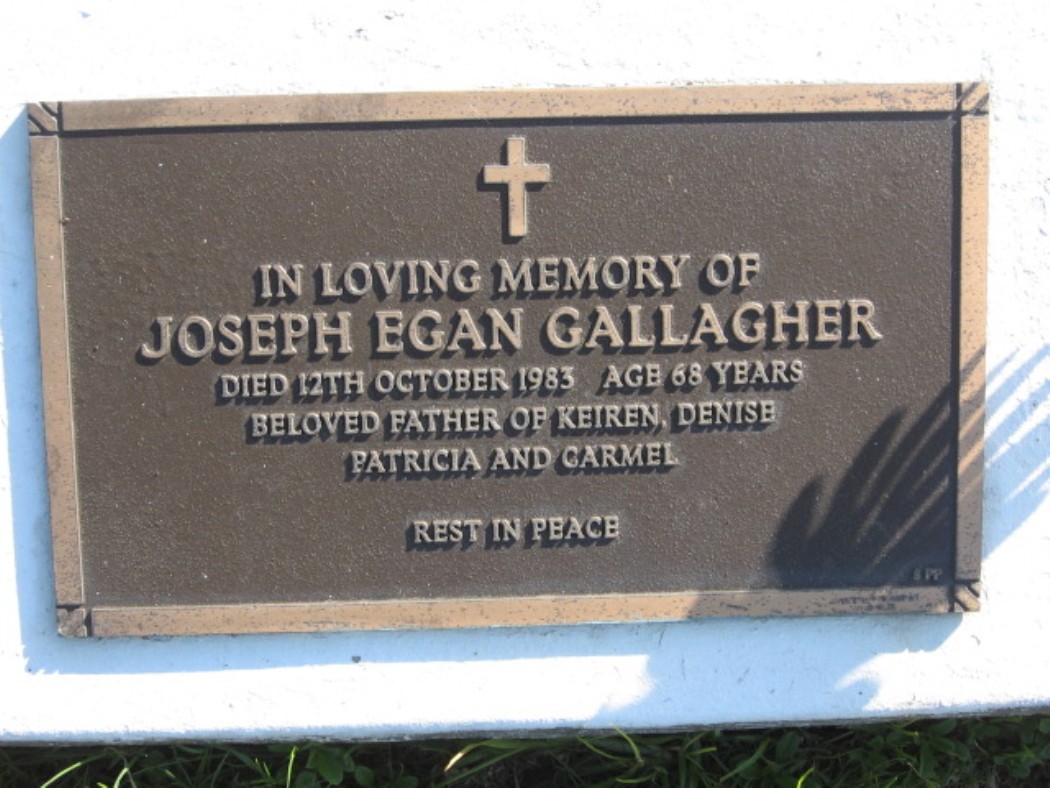 IN LOVING MEMORY OF
JOSEPH EGAN GALLAGHER
DIED 12TH OCTOBER 1983 AGE 68 YEARS
BELOVED FATHER OF KEIREN, DENISE
PATRICIA AND CARMEL
REST IN PEACE